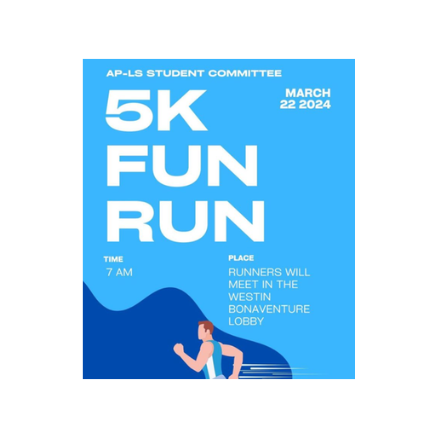 AP-LS STUDENT COMMITTEE
5K
FUN
RUN
MARCH
22 2024
TIME
7 AM
PLACE
RUNNERS WILL
MEET IN THE
WESTIN
BONAVENTURE
LOBBY